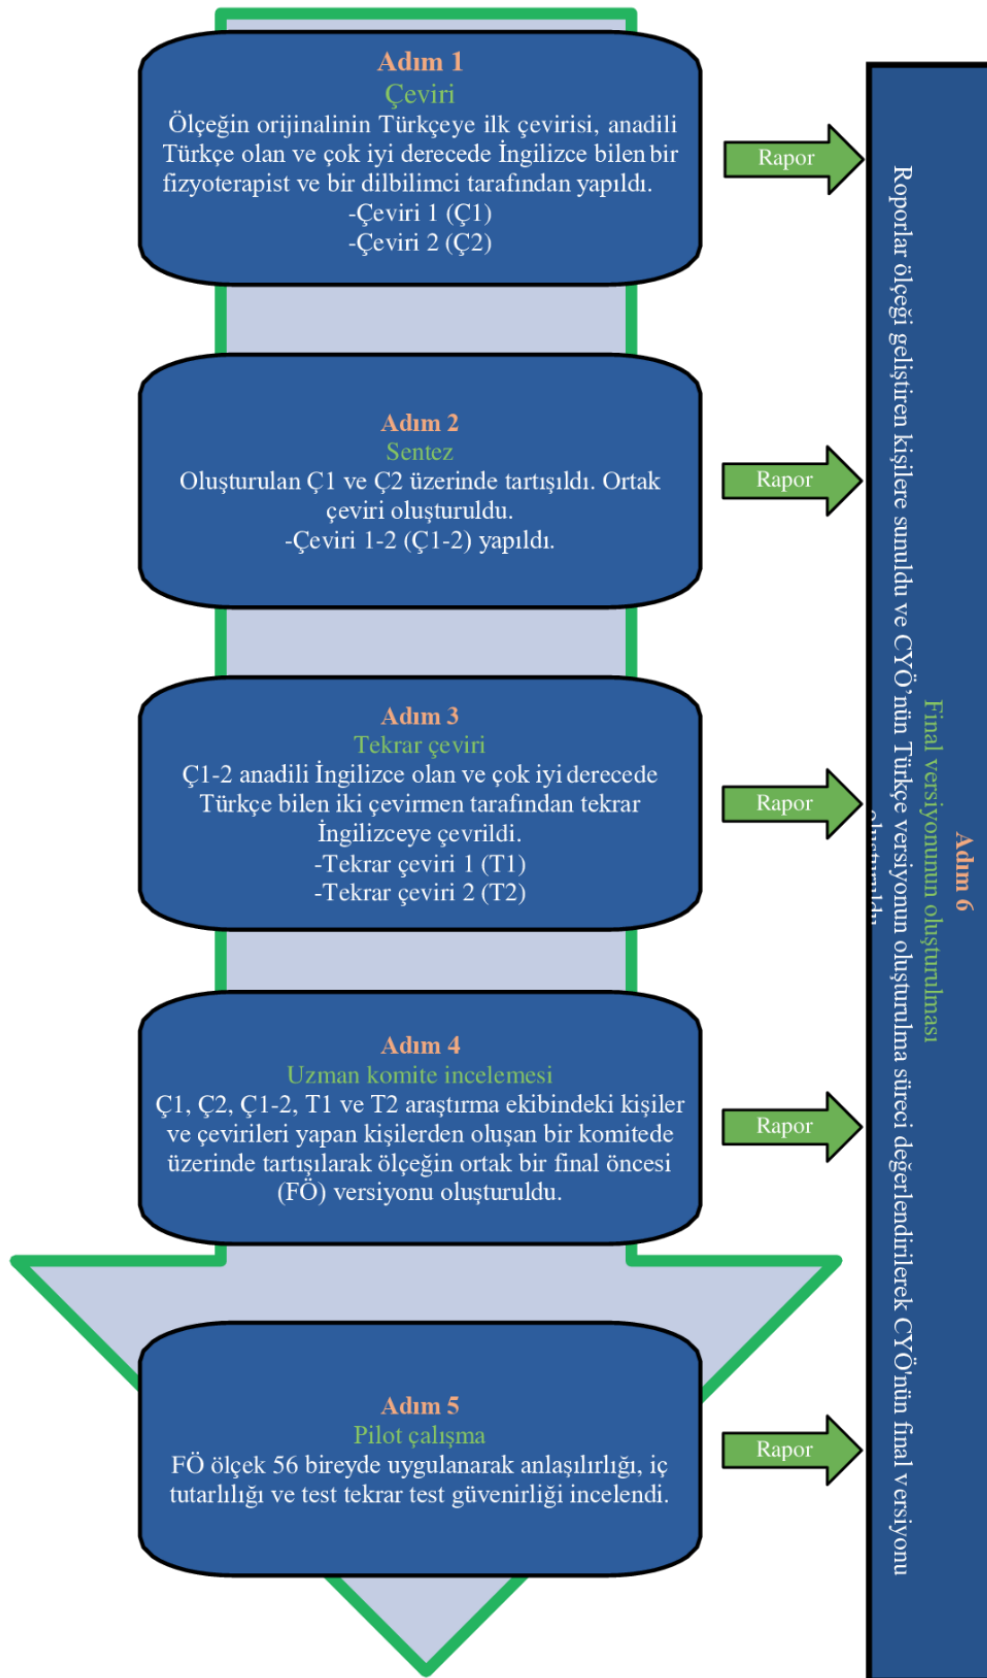 Adım 1
Çeviri
Ölçeğin orijinalinin Türkçeye ilk çevirisi, anadili
Türkçe olan ve çok iyi derecede İngilizce bilen bir
fizyoterapist ve bir dilbilimci tarafından yapıldı.
-Çeviri 1 (Ç1)
-Çeviri 2 (Ç2)
Rapor
Adım 2
Sentez
Oluşturulan Ç1 ve Ç2 üzerinde tartışıldı. Ortak
çeviri oluşturuldu.
-Çeviri 1-2 (Ç1-2) yapıldı.
Rapor
Adım 3
Tekrar çeviri
Ç1-2 anadili İngilizce olan ve çok iyi derecede
Türkçe bilen iki çevirmen tarafından tekrar
İngilizceye çevrildi.
-Tekrar çeviri 1 (T1)
-Tekrar çeviri 2 (T2)
Rapor
Adım 4
Uzman komite incelemesi
Ç1, Ç2, Ç1-2, T1 ve T2 araştırma ekibindeki kişiler
ve çevirileri yapan kişilerden oluşan bir komitede
üzerinde tartışılarak ölçeğin ortak bir final öncesi
(FÖ) versiyonu oluşturuldu.
Rapor
Adım 5
Pilot çalışma
FÖ ölçek 56 bireyde uygulanarak anlaşılırlığı, iç
tutarlılığı ve test tekrar test güvenirliği incelendi.
Rapor
Adım 6
Final versiyonunun oluşturulması
Roporlar ölçeği geliştiren kişilere sunuldu ve CYÖ’nün Türkçe versiyonun oluşturulma süreci değerlendirilerek CYÖ'nün final versiyonu
oluşturuldu